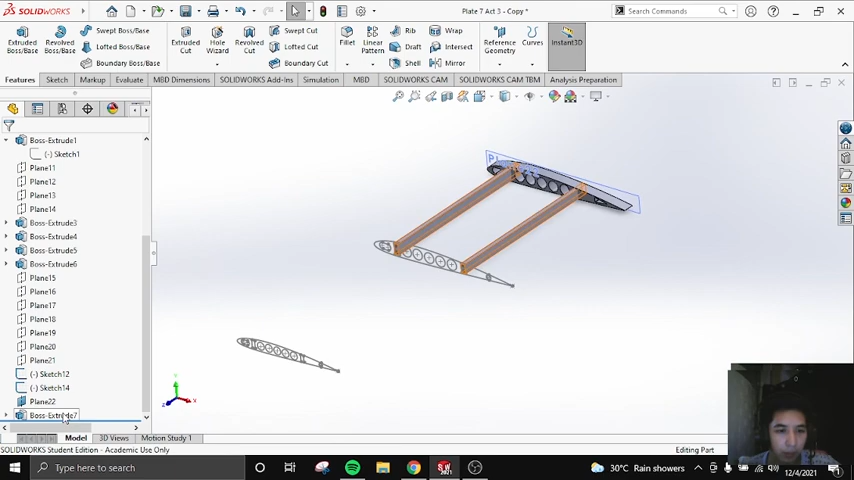 SOLIDWORKS
Plate 7 Act 3 - Copy *
Search Commands
Extruded Boss/Base
Revolved Boss/Base
Swept Boss/Base
Lofted Boss/Base
Boundary Boss/Base
Extruded Cut
Hole Wizard
Revolved Cut
Swept Cut
Lofted Cut
Boundary Cut
Fillet
Linear Pattern
Rib
Draft
Shell
Wrap
Intersect
Mirror
Reference Geometry
Curves
Instant3D
Features
Sketch
Markup
Evaluate
MBD Dimensions
SOLIDWORKS Add-Ins
Simulation
MBD
SOLIDWORKS CAM
SOLIDWORKS CAM TBM
Analysis Preparation
Boss-Extrude1
(-) Sketch1
Plane11
Plane12
Plane13
Plane14
Boss-Extrude3
Boss-Extrude4
Boss-Extrude5
Boss-Extrude6
Plane15
Plane16
Plane17
Plane18
Plane19
Plane20
Plane21
(-) Sketch12
(-) Sketch14
Plane22
Boss-Extrude7
Model
3D Views
Motion Study 1
SOLIDWORKS Student Edition - Academic Use Only
Editing Part
Type here to search
30°C Rain showers
12/4/2021